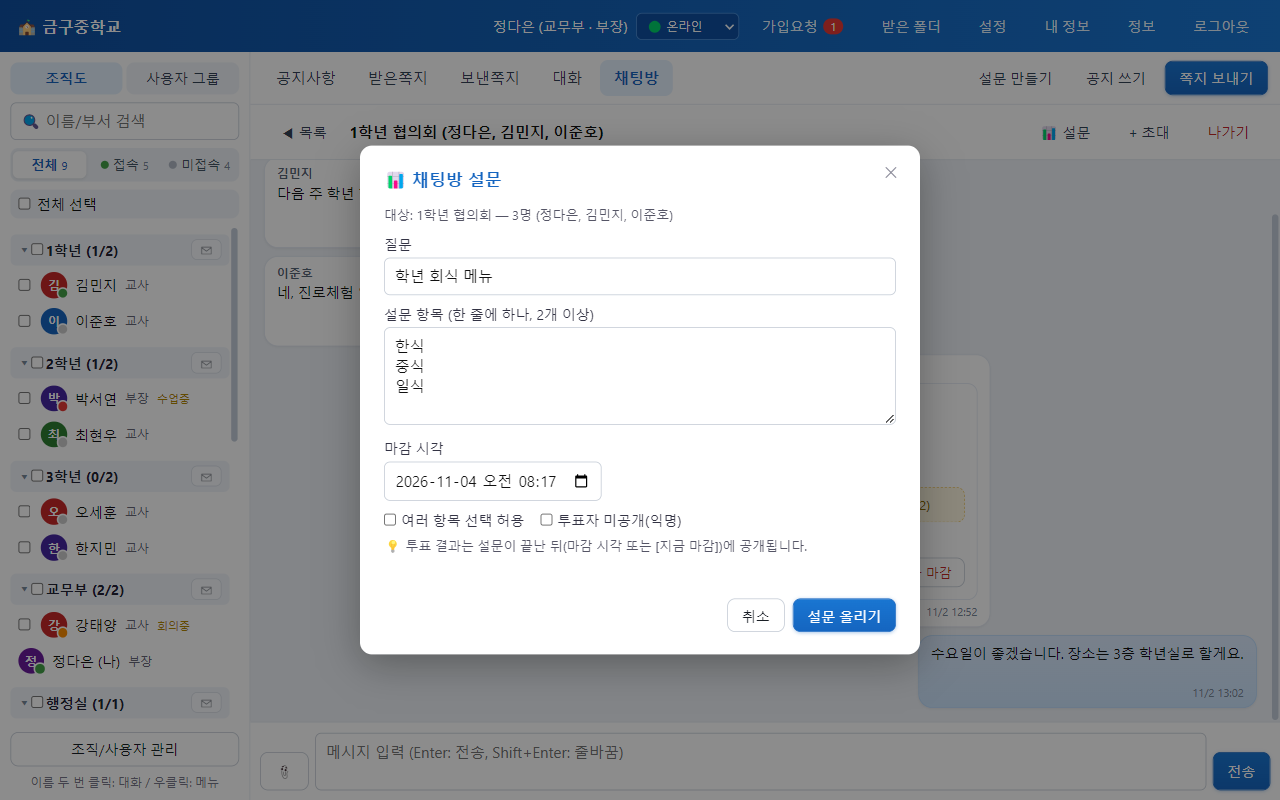 금구중학교
정다은 (교무부 · 부장)
온라인
가입요청 1
받은 폴더
설정
내 정보
정보
로그아웃
조직도
사용자 그룹
공지사항
받은쪽지
보낸쪽지
대화
채팅방
설문 만들기
공지 쓰기
쪽지 보내기
이름/부서 검색
전체 9
접속 5
미접속 4
전체 선택
1학년 (1/2)
김 김민지 교사
이 이준호 교사
2학년 (1/2)
박 박서연 부장 수업중
최 최현우 교사
3학년 (0/2)
오 오세훈 교사
한 한지민 교사
교무부 (2/2)
강 강태양 교사 회의중
정 정다은 (나) 부장
행정실 (1/1)
조직/사용자 관리
이름 두 번 클릭: 대화 / 우클릭: 메뉴
◀ 목록
1학년 협의회 (정다은, 김민지, 이준호)
설문
+ 초대
나가기
김민지
다음 주 학년
이준호
네, 진로체험
채팅방 설문
대상: 1학년 협의회 — 3명 (정다은, 김민지, 이준호)
질문
학년 회식 메뉴
설문 항목 (한 줄에 하나, 2개 이상)
한식
중식
일식
마감 시각
2026-11-04 오전 08:17
여러 항목 선택 허용
투표자 미공개(익명)
투표 결과는 설문이 끝난 뒤(마감 시각 또는 [지금 마감])에 공개됩니다.
취소
설문 올리기
2)
마감
11/2 12:52
수요일이 좋겠습니다. 장소는 3층 학년실로 할게요.
11/2 13:02
메시지 입력 (Enter: 전송, Shift+Enter: 줄바꿈)
전송